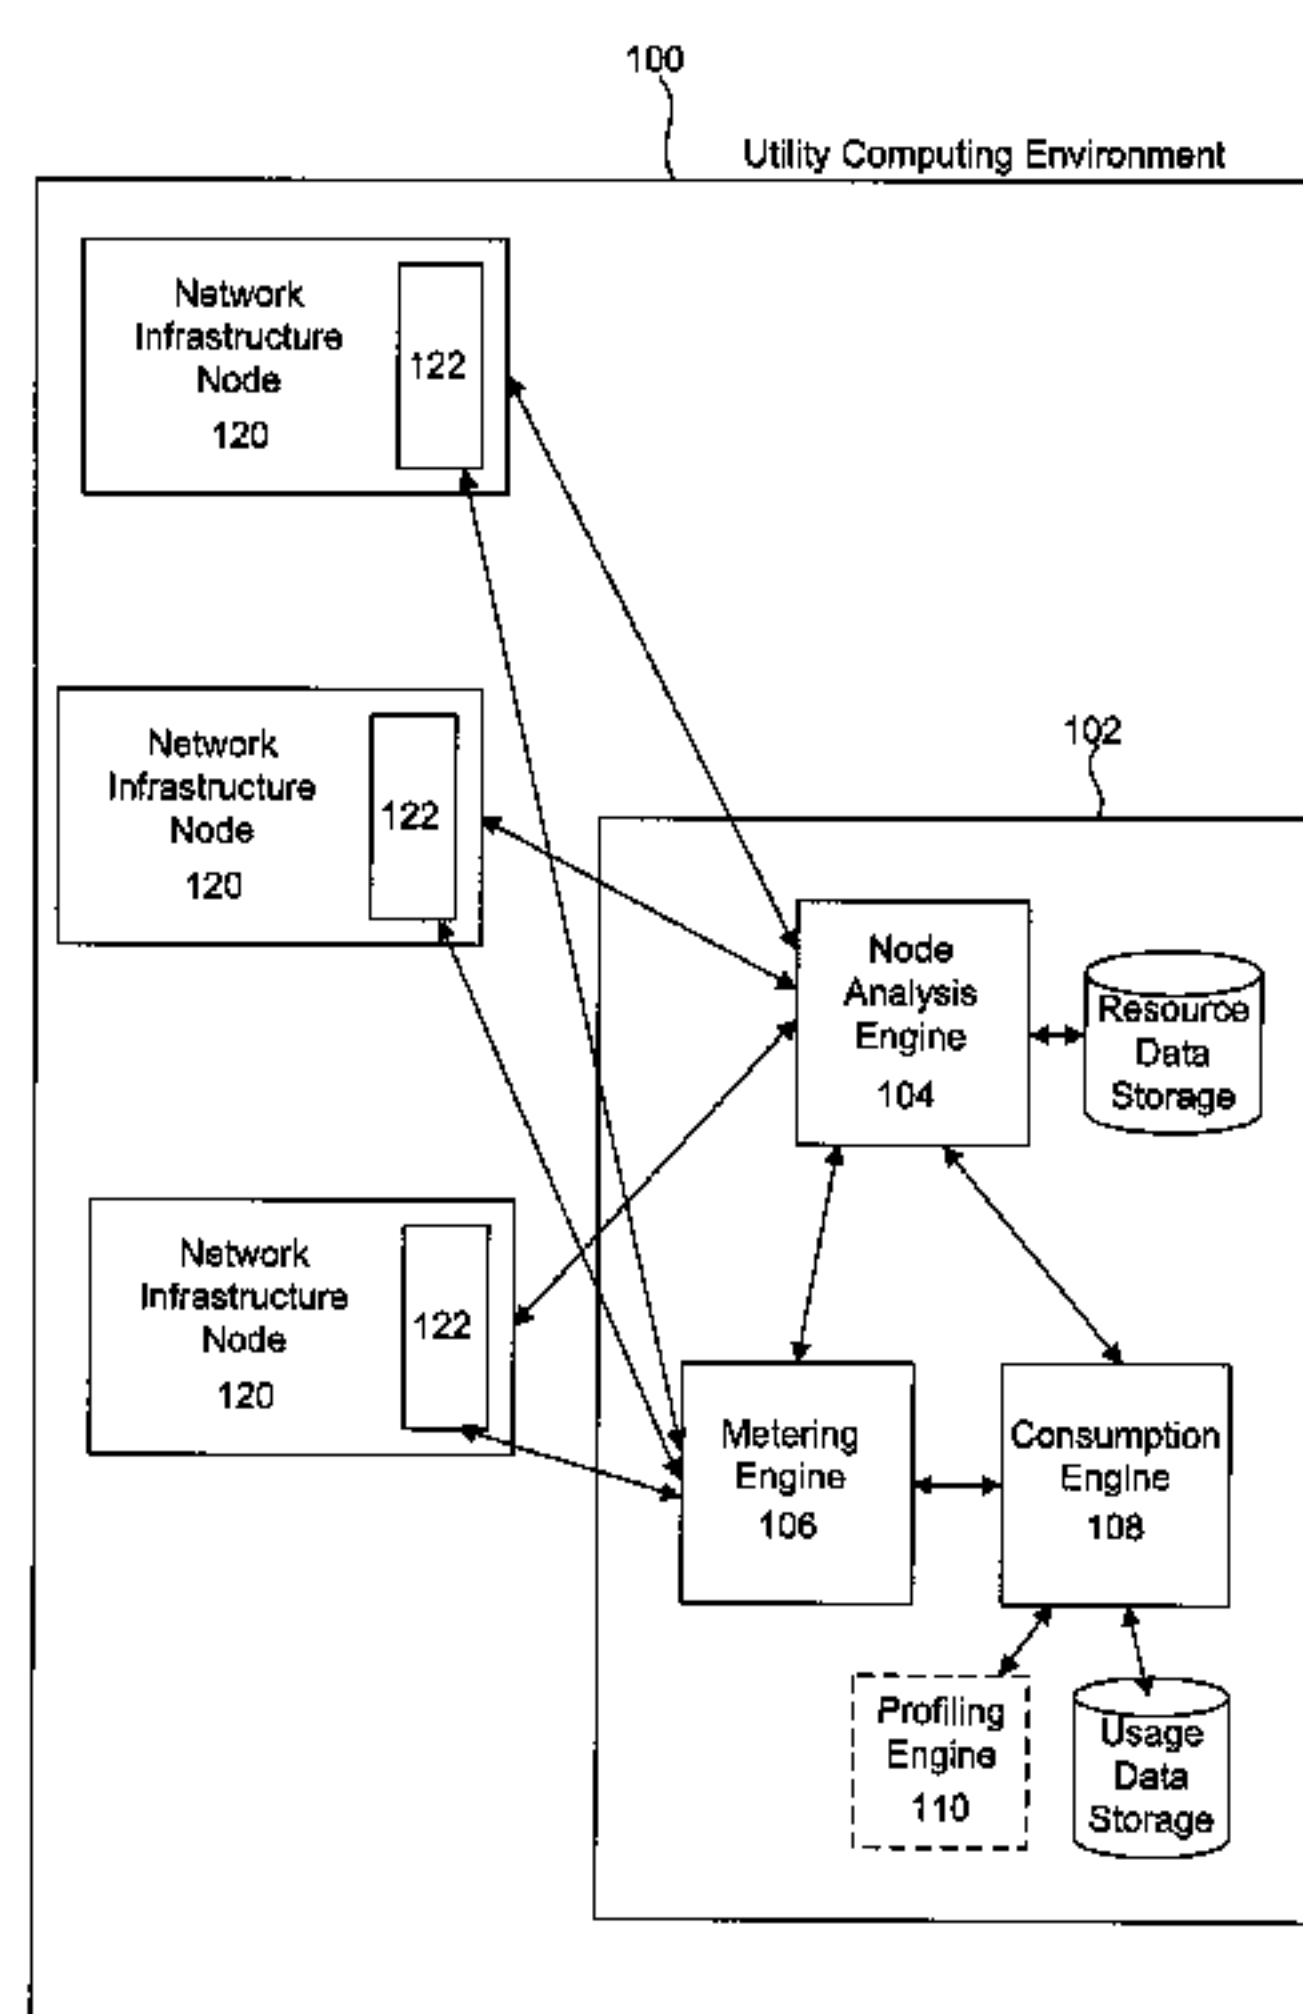 100
Utility Computing Environment
Network
Infrastructure
Node
120
122
Network
Infrastructure
Node
120
122
102
Node
Analysis
Engine
104
Resource
Data
Storage
Network
Infrastructure
Node
120
122
Metering
Engine
106
Consumption
Engine
108
Profiling
Engine
110
Usage
Data
Storage